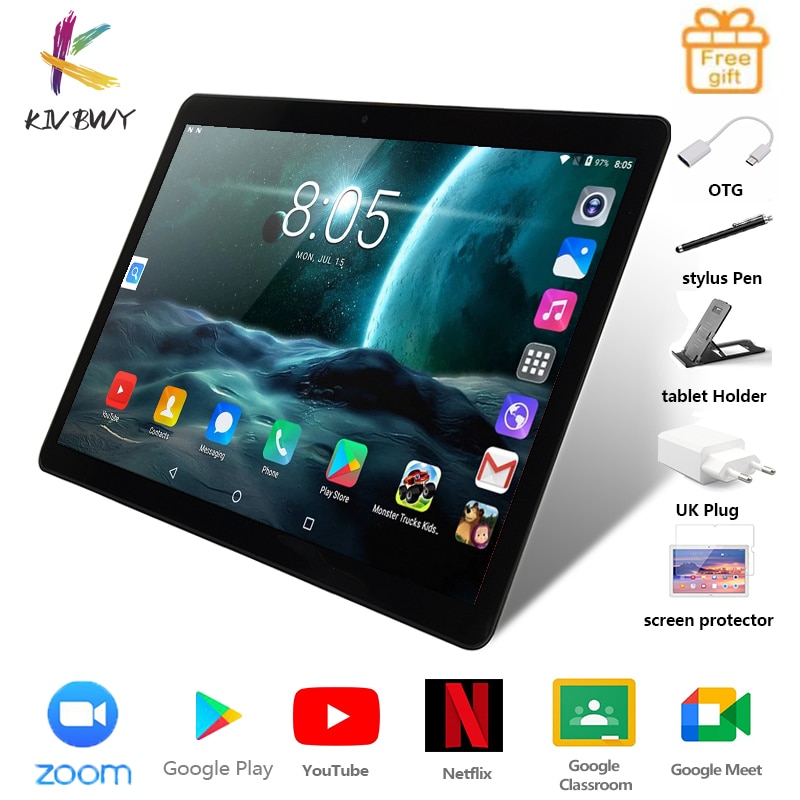 KIVBWY
Free
gift
OTG
stylus Pen
tablet Holder
UK Plug
screen protector
N N
97% 8:05
8:05
MON, JUL 15
YouTube
Contacts
Messaging
Phone
Play Store
Monster Trucks Kids..
zoom
Google Play
YouTube
Netflix
Google
Classroom
Google Meet